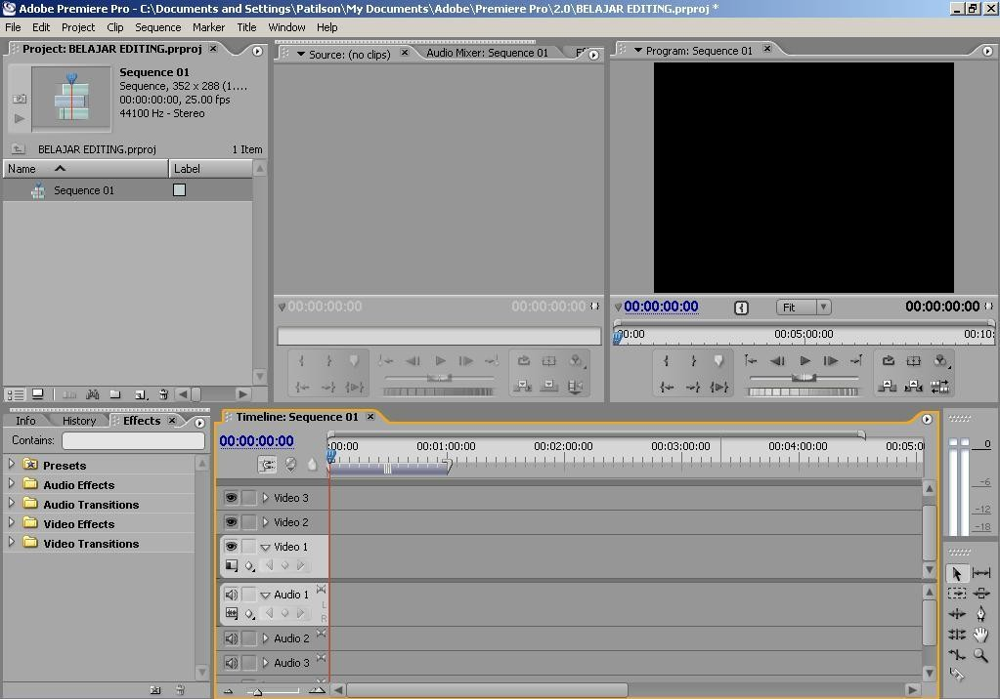 Adobe Premiere Pro - C:\Documents and Settings\Patilson\My Documents\Adobe\Premiere Pro\2.0\BELAJAR EDITING.prproj *
File Edit Project Clip Sequence Marker Title Window Help
Project: BELAJAR EDITING.prproj
Sequence 01
Sequence, 352 x 288 (1....
00:00:00:00, 25.00 fps
44100 Hz - Stereo
BELAJAR EDITING.prproj 1 Item
Name Label
Sequence 01
Source: (no clips) Audio Mixer: Sequence 01
00:00:00:00 00:00:00:00
Program: Sequence 01
00:00:00:00 Fit 00:00:00:00
00:00 00:05:00:00 00:10:
Info History Effects
Contains:
Presets
Audio Effects
Audio Transitions
Video Effects
Video Transitions
Timeline: Sequence 01
00:00:00:00
:00:00 00:01:00:00 00:02:00:00 00:03:00:00 00:04:00:00 00:05:0
Video 3
Video 2
Video 1
Audio 1
L
R
Audio 2
Audio 3
0
-6
-12
-18